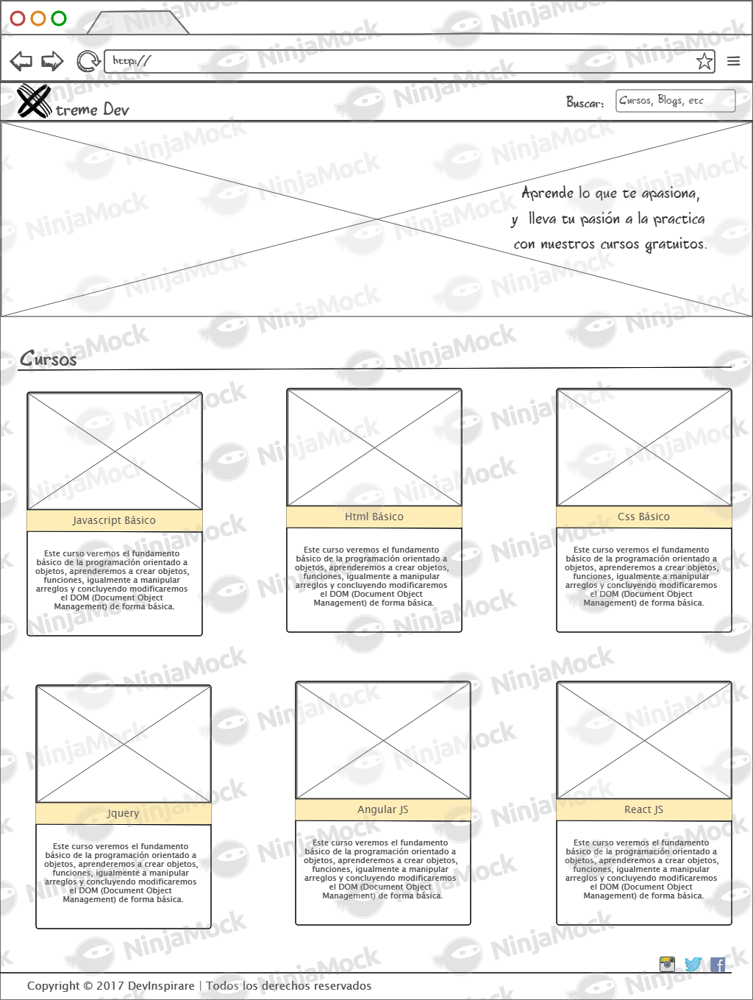 http://
Xtreme Dev
Buscar:
Cursos, Blogs, etc
Aprende lo que te apasiona,
y lleva tu pasión a la practica
con nuestros cursos gratuitos.
Cursos
Javascript Básico
Este curso veremos el fundamento
básico de la programación orientado a
objetos, aprenderemos a crear objetos,
funciones, igualmente a manipular
arreglos y concluyendo modificaremos
el DOM (Document Object
Management) de forma básica.
Html Básico
Este curso veremos el fundamento
básico de la programación orientado a
objetos, aprenderemos a crear objetos,
funciones, igualmente a manipular
arreglos y concluyendo modificaremos
el DOM (Document Object
Management) de forma básica.
Css Básico
Este curso veremos el fundamento
básico de la programación orientado a
objetos, aprenderemos a crear objetos,
funciones, igualmente a manipular
arreglos y concluyendo modificaremos
el DOM (Document Object
Management) de forma básica.
Jquery
Este curso veremos el fundamento
básico de la programación orientado a
objetos, aprenderemos a crear objetos,
funciones, igualmente a manipular
arreglos y concluyendo modificaremos
el DOM (Document Object
Management) de forma básica.
Angular JS
Este curso veremos el fundamento
básico de la programación orientado a
objetos, aprenderemos a crear objetos,
funciones, igualmente a manipular
arreglos y concluyendo modificaremos
el DOM (Document Object
Management) de forma básica.
React JS
Este curso veremos el fundamento
básico de la programación orientado a
objetos, aprenderemos a crear objetos,
funciones, igualmente a manipular
arreglos y concluyendo modificaremos
el DOM (Document Object
Management) de forma básica.
Copyright © 2017 DevInspirare | Todos los derechos reservados
NinjaMock